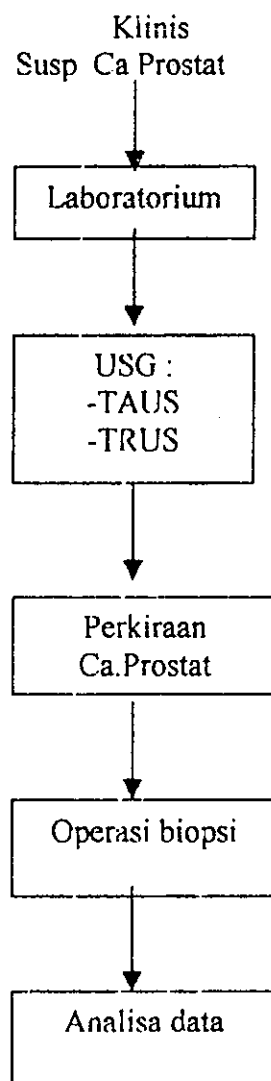 Klinis
Susp Ca Prostat
Laboratorium
USG :
-TAUS
-TRUS
Perkiraan
Ca.Prostat
Operasi biopsi
Analisa data